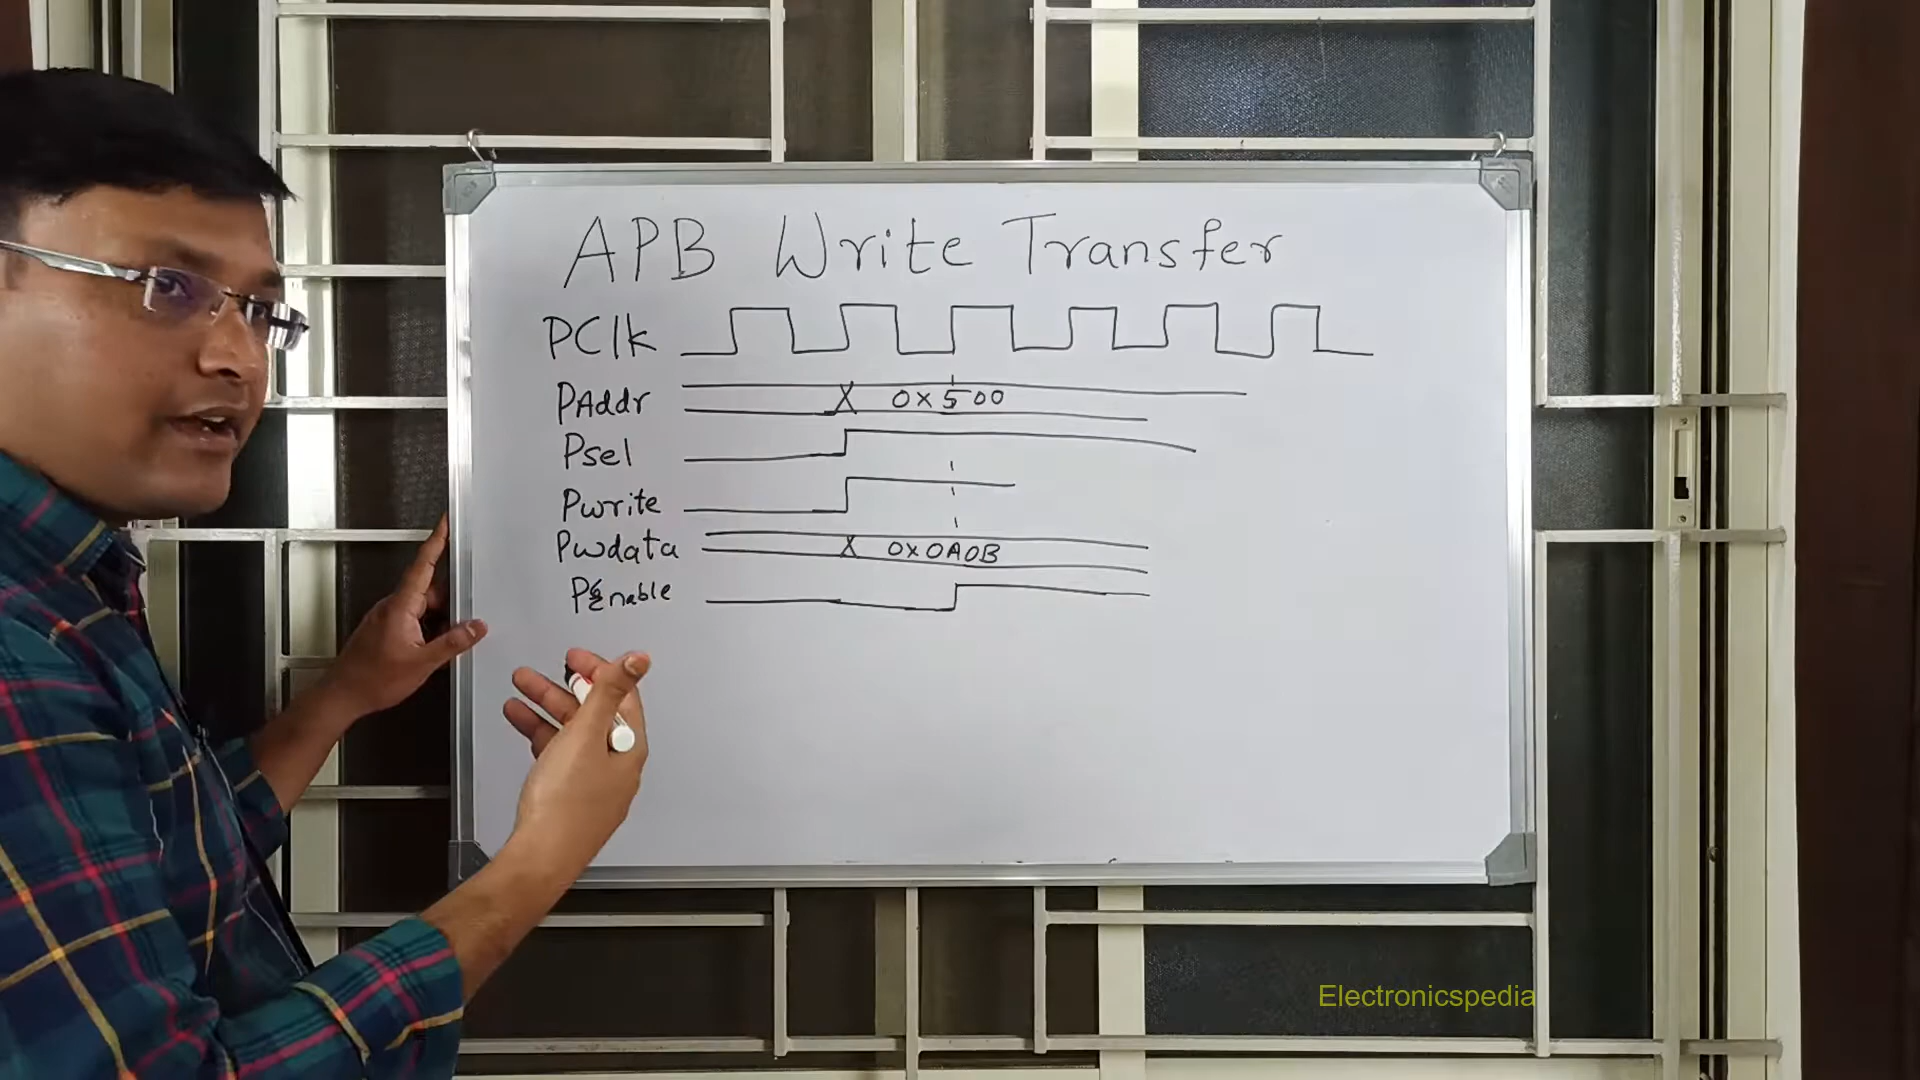 APB Write Transfer
PClk
PAddr X 0x500
Psel
Pwrite
Pwdata X 0x0A0B
PEnable
Electronicspedia